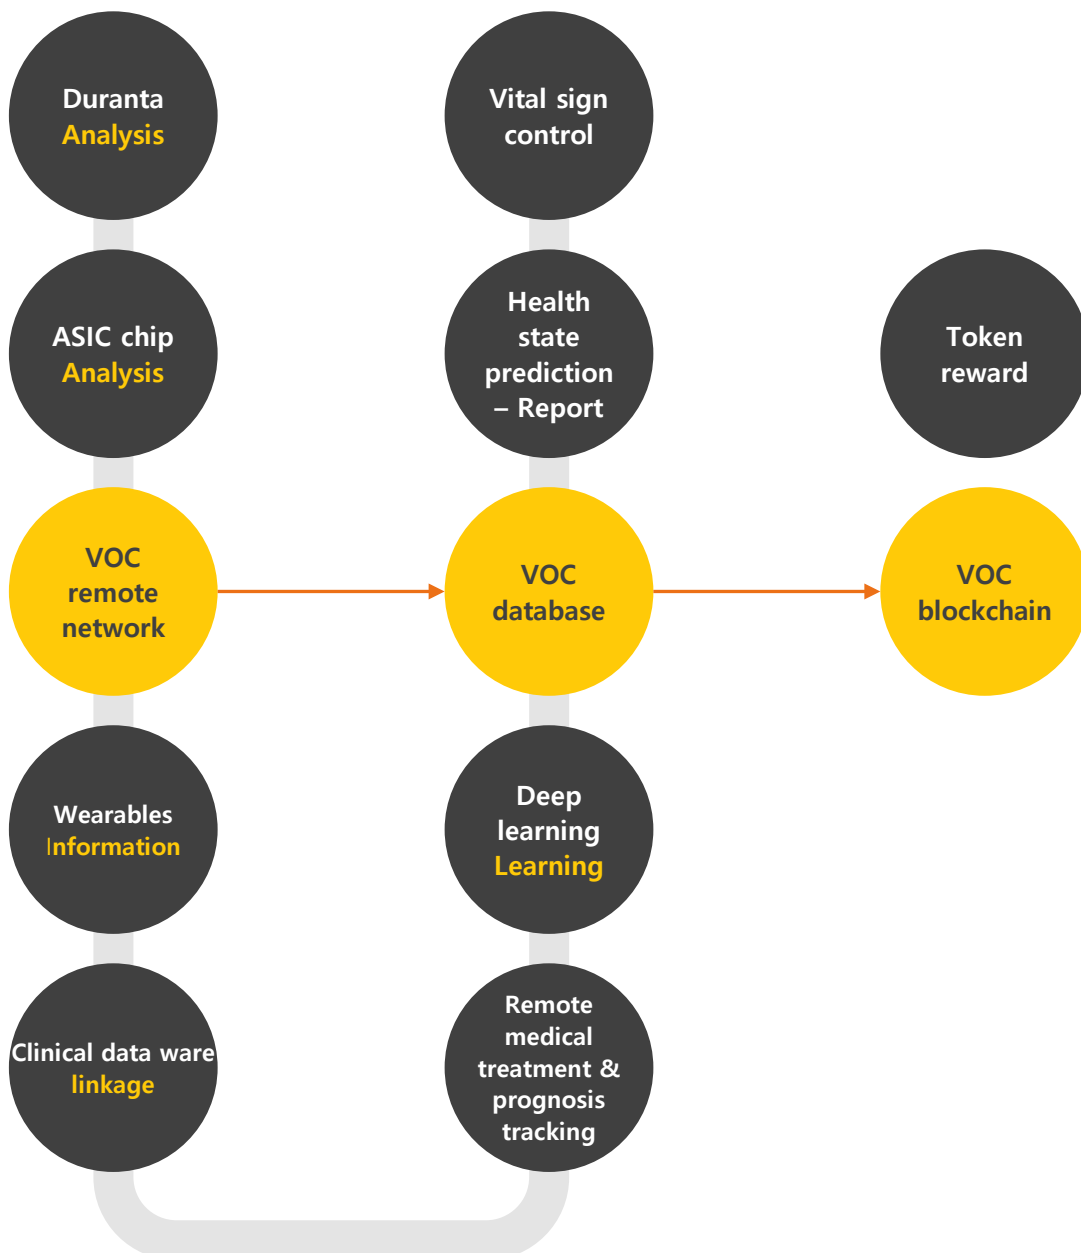 Duranta
Analysis
ASIC chip
Analysis
VOC
remote
network
Wearables
Information
Clinical data ware
linkage
Vital sign
control
Health
state
prediction
– Report
VOC
database
Deep
learning
Learning
Remote
medical
treatment &
prognosis
tracking
Token
reward
VOC
blockchain